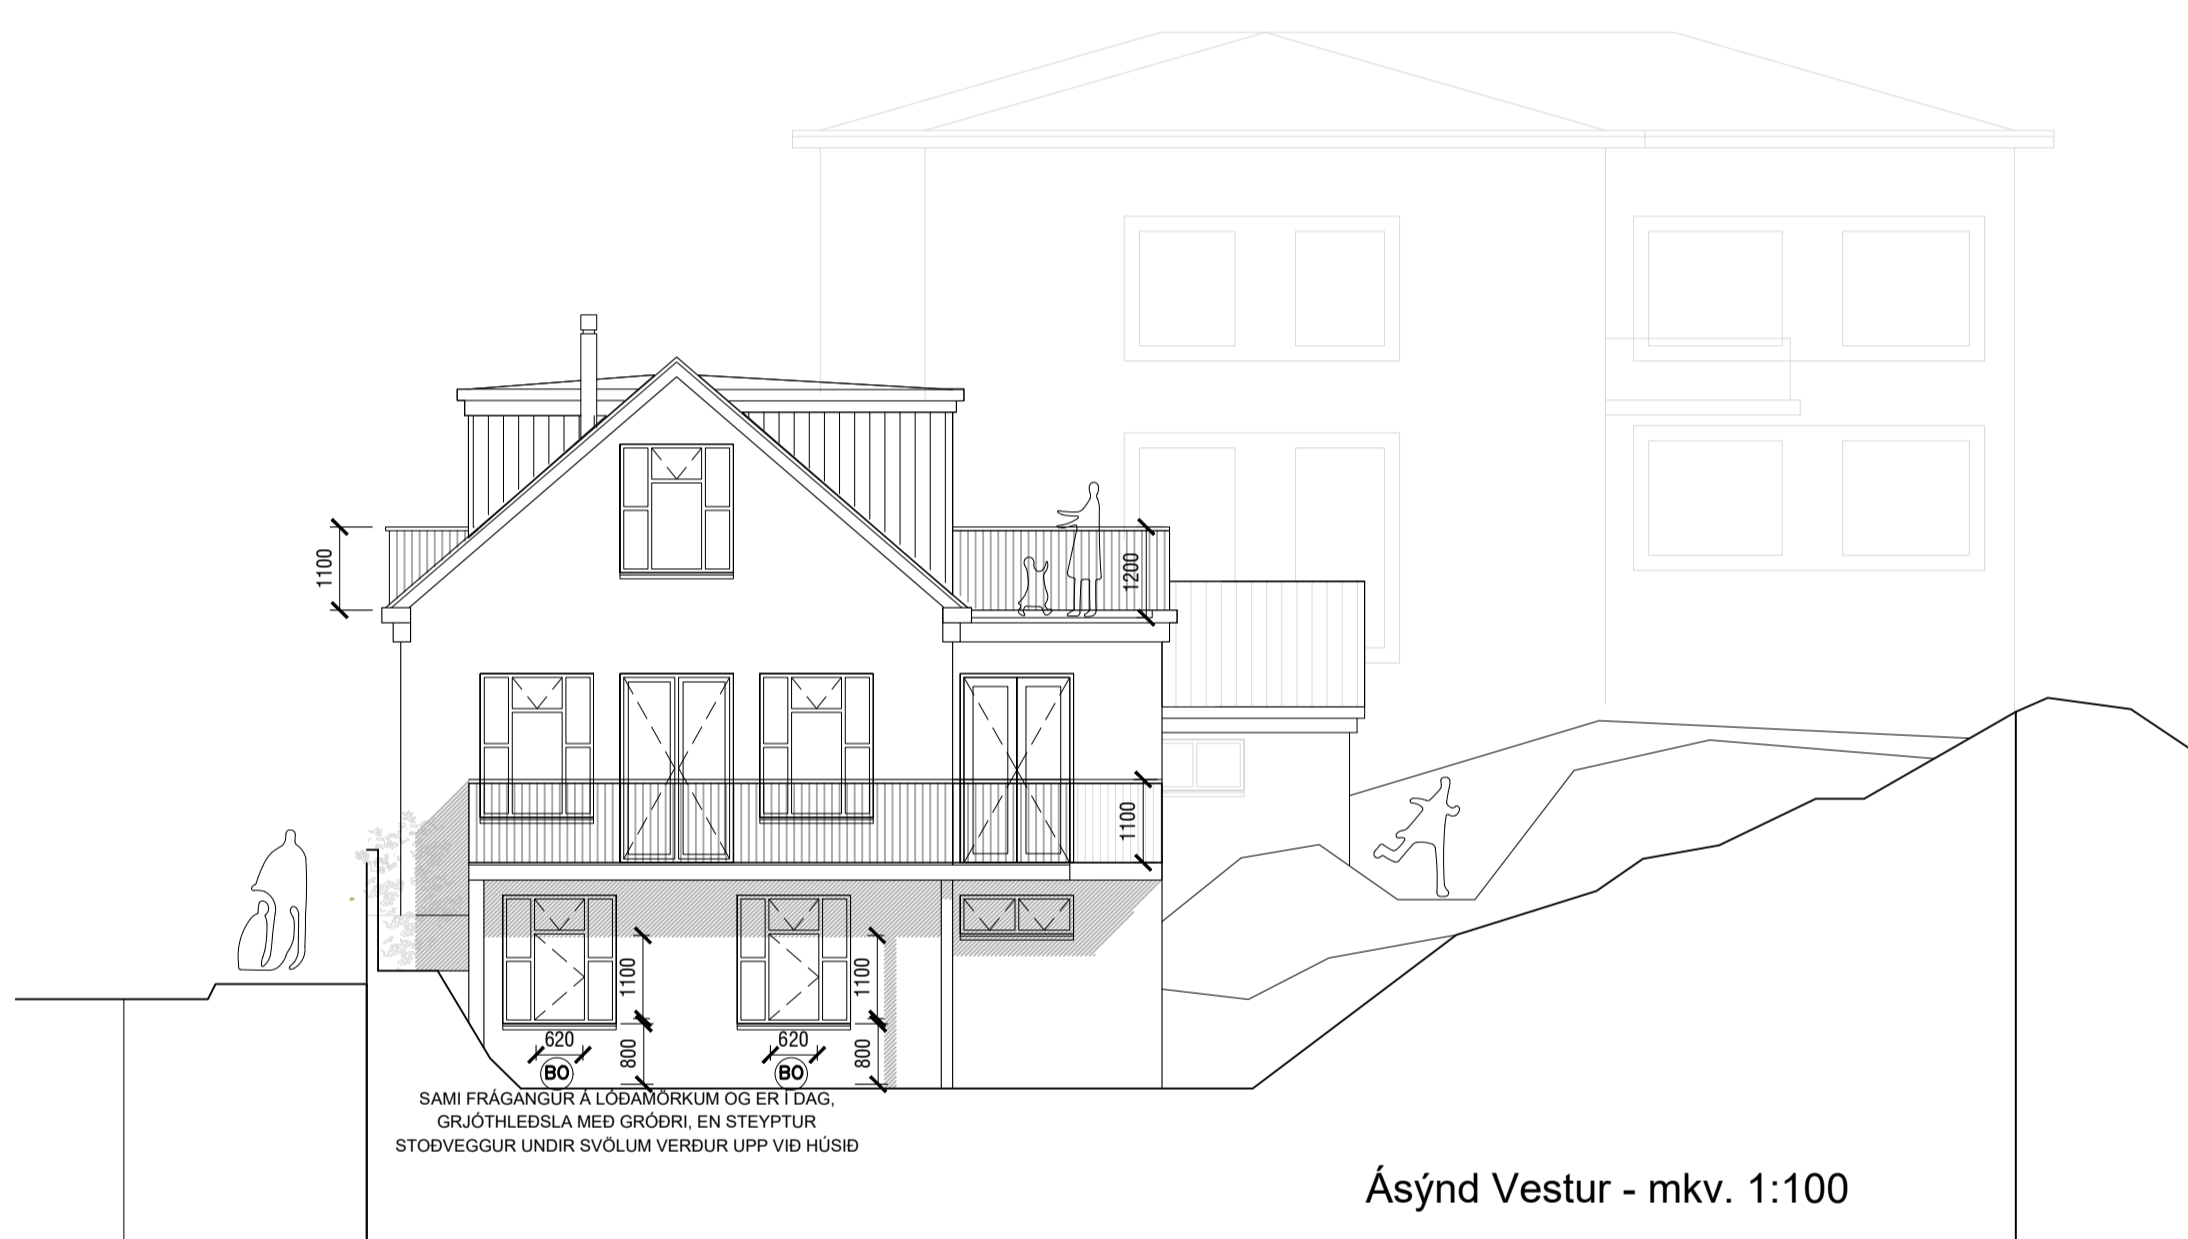 1100
1200
1100
1100
1100
620
620
800
800
BO
BO
SAMI FRÁGANGUR Á LÓÐAMÖRKUM OG ER Í DAG,
GRJÓTHLEÐSLA MEÐ GRÓÐRI, EN STEYPTUR
STOÐVEGGUR UNDIR SVÖLUM VERÐUR UPP VIÐ HÚSIÐ
Ásýnd Vestur - mkv. 1:100